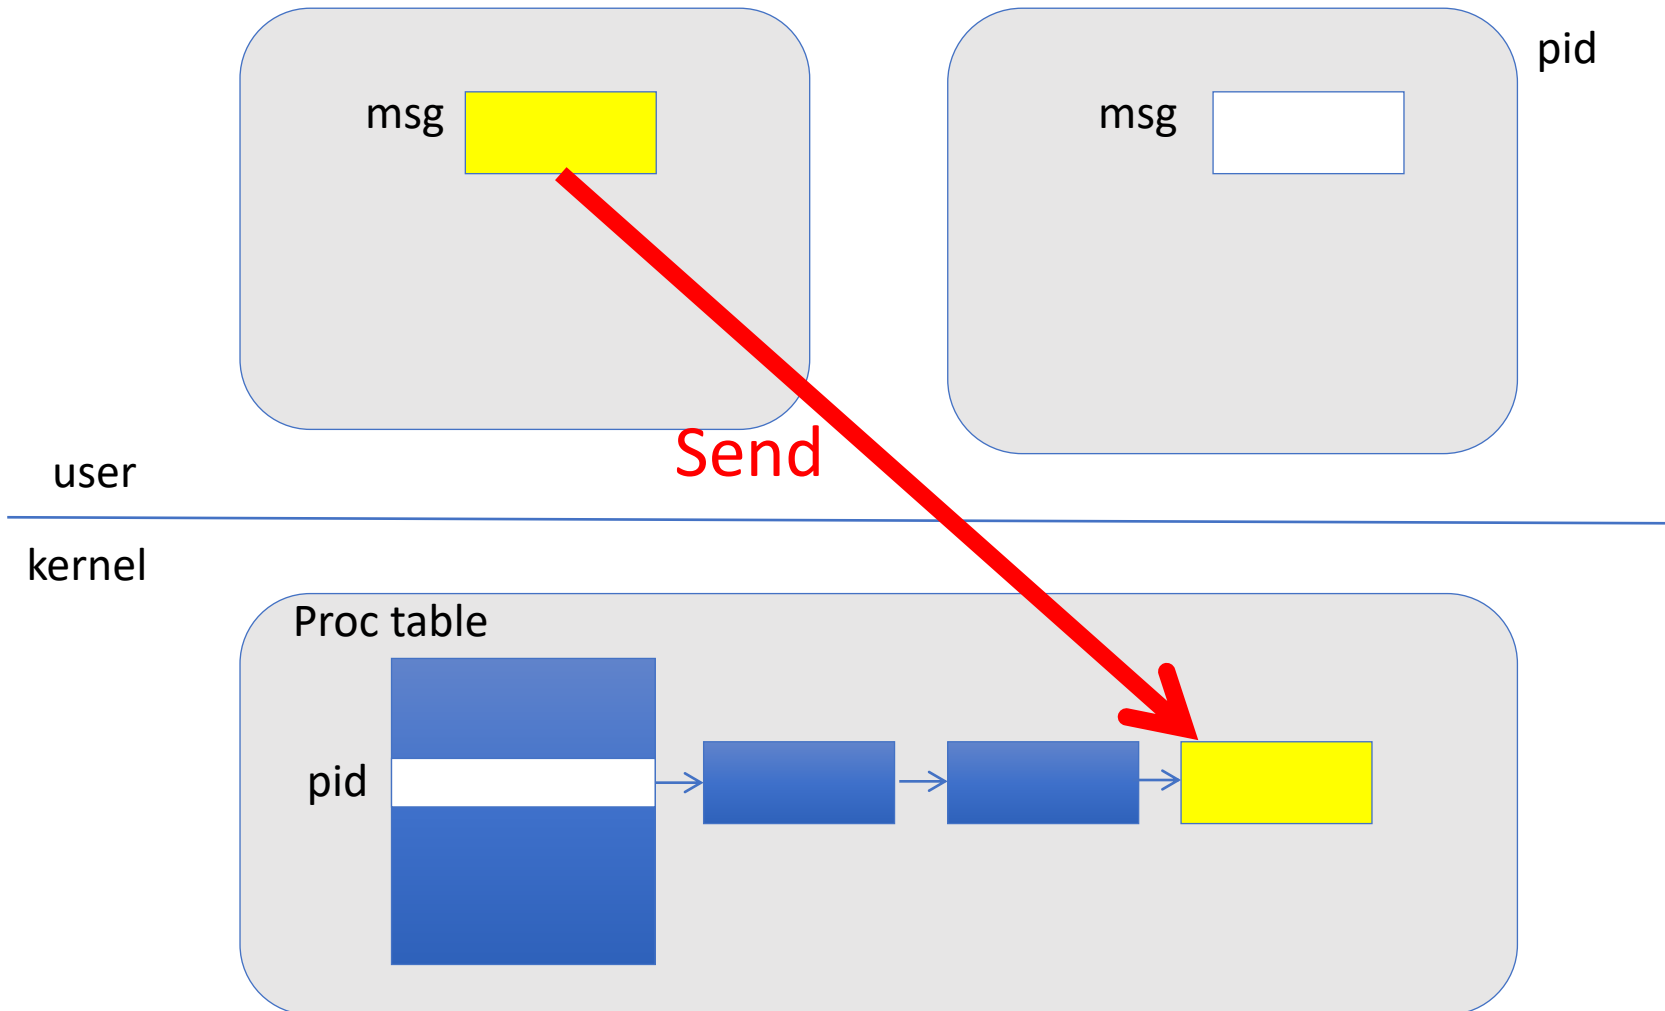 pid
msg
msg
Send
user
kernel
Proc table
pid